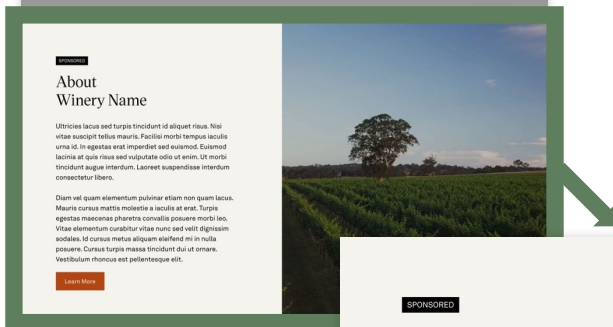 SPONSORED
About
Winery Name
Ultricies lacus sed turpis tincidunt id aliquet risus. Nisi
vitae suscipit tellus mauris. Facilisi morbi tempus iaculis
urna id. In egestas erat imperdiet sed euismod. Euismod
lacinia at quis risus sed vulputate odio ut enim. Ut morbi
tincidunt augue interdum. Laoreet suspendisse interdum
consectetur libero.
Diam vel quam elementum pulvinar etiam non quam lacus.
Mauris cursus mattis molestie a iaculis at erat. Turpis
egestas maecenas pharetra convallis posuere morbi leo.
Vitae elementum curabitur vitae nunc sed velit dignissim
sodales. Id cursus metus aliquam eleifend mi in nulla
posuere. Cursus turpis massa tincidunt dui ut ornare.
Vestibulum rhoncus est pellentesque elit.
Learn More
SPONSORED